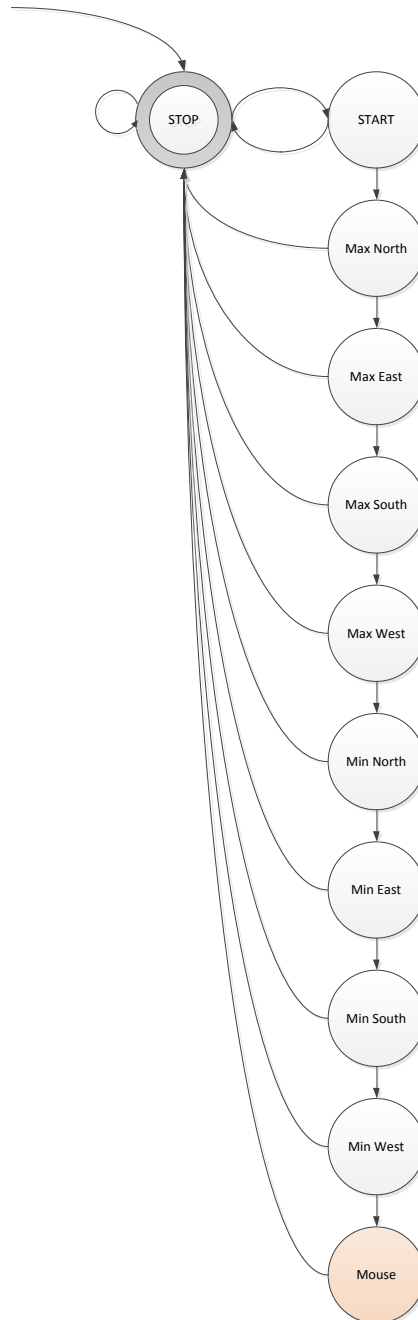 STOP
START
Max North
Max East
Max South
Max West
Min North
Min East
Min South
Min West
Mouse